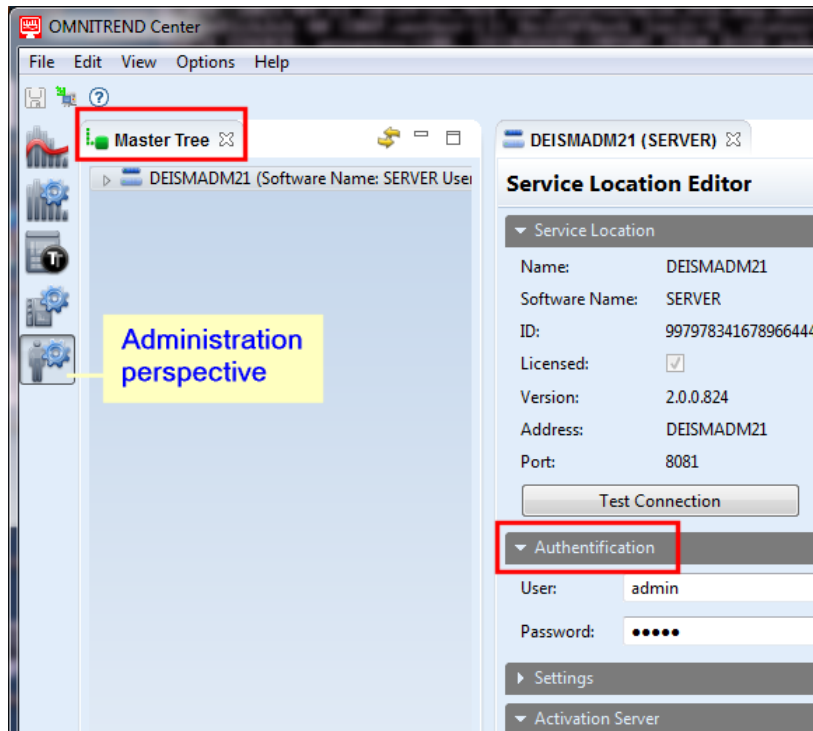 OMNITREND Center
File Edit View Options Help
Master Tree
DEISMADM21 (Software Name: SERVER User
Administration
perspective
DEISMADM21 (SERVER)
Service Location Editor
Service Location
Name: DEISMADM21
Software Name: SERVER
ID: 997978341678966444
Licensed:
Version: 2.0.0.824
Address: DEISMADM21
Port: 8081
Test Connection
Authentification
User: admin
Password: •••••
Settings
Activation Server